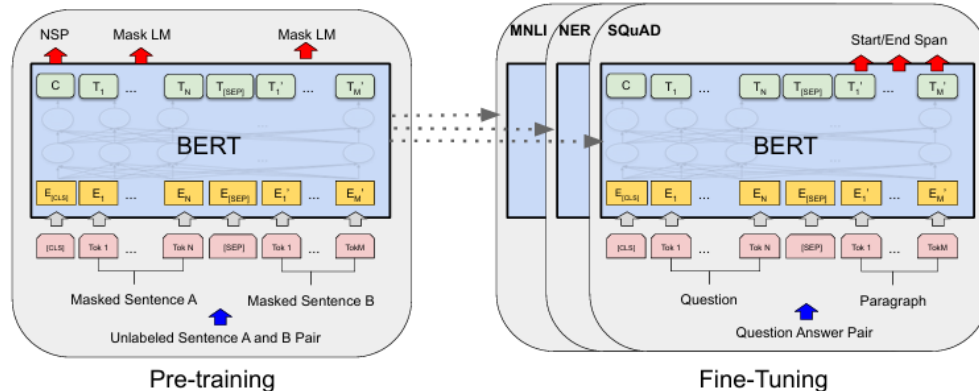 NSP Mask LM Mask LM
C T1 ... TN T[SEP] T1' ... TM'
BERT
E[CLS] E1 ... EN E[SEP] E1' ... EM'
[CLS] Tok 1 ... Tok N [SEP] Tok 1 ... TokM
Masked Sentence A Masked Sentence B
Unlabeled Sentence A and B Pair
Pre-training
MNLI NER SQuAD
Start/End Span
C T1 ... TN T[SEP] T1' ... TM'
BERT
E[CLS] E1 ... EN E[SEP] E1' ... EM'
[CLS] Tok 1 ... Tok N [SEP] Tok 1 ... TokM
Question Paragraph
Question Answer Pair
Fine-Tuning